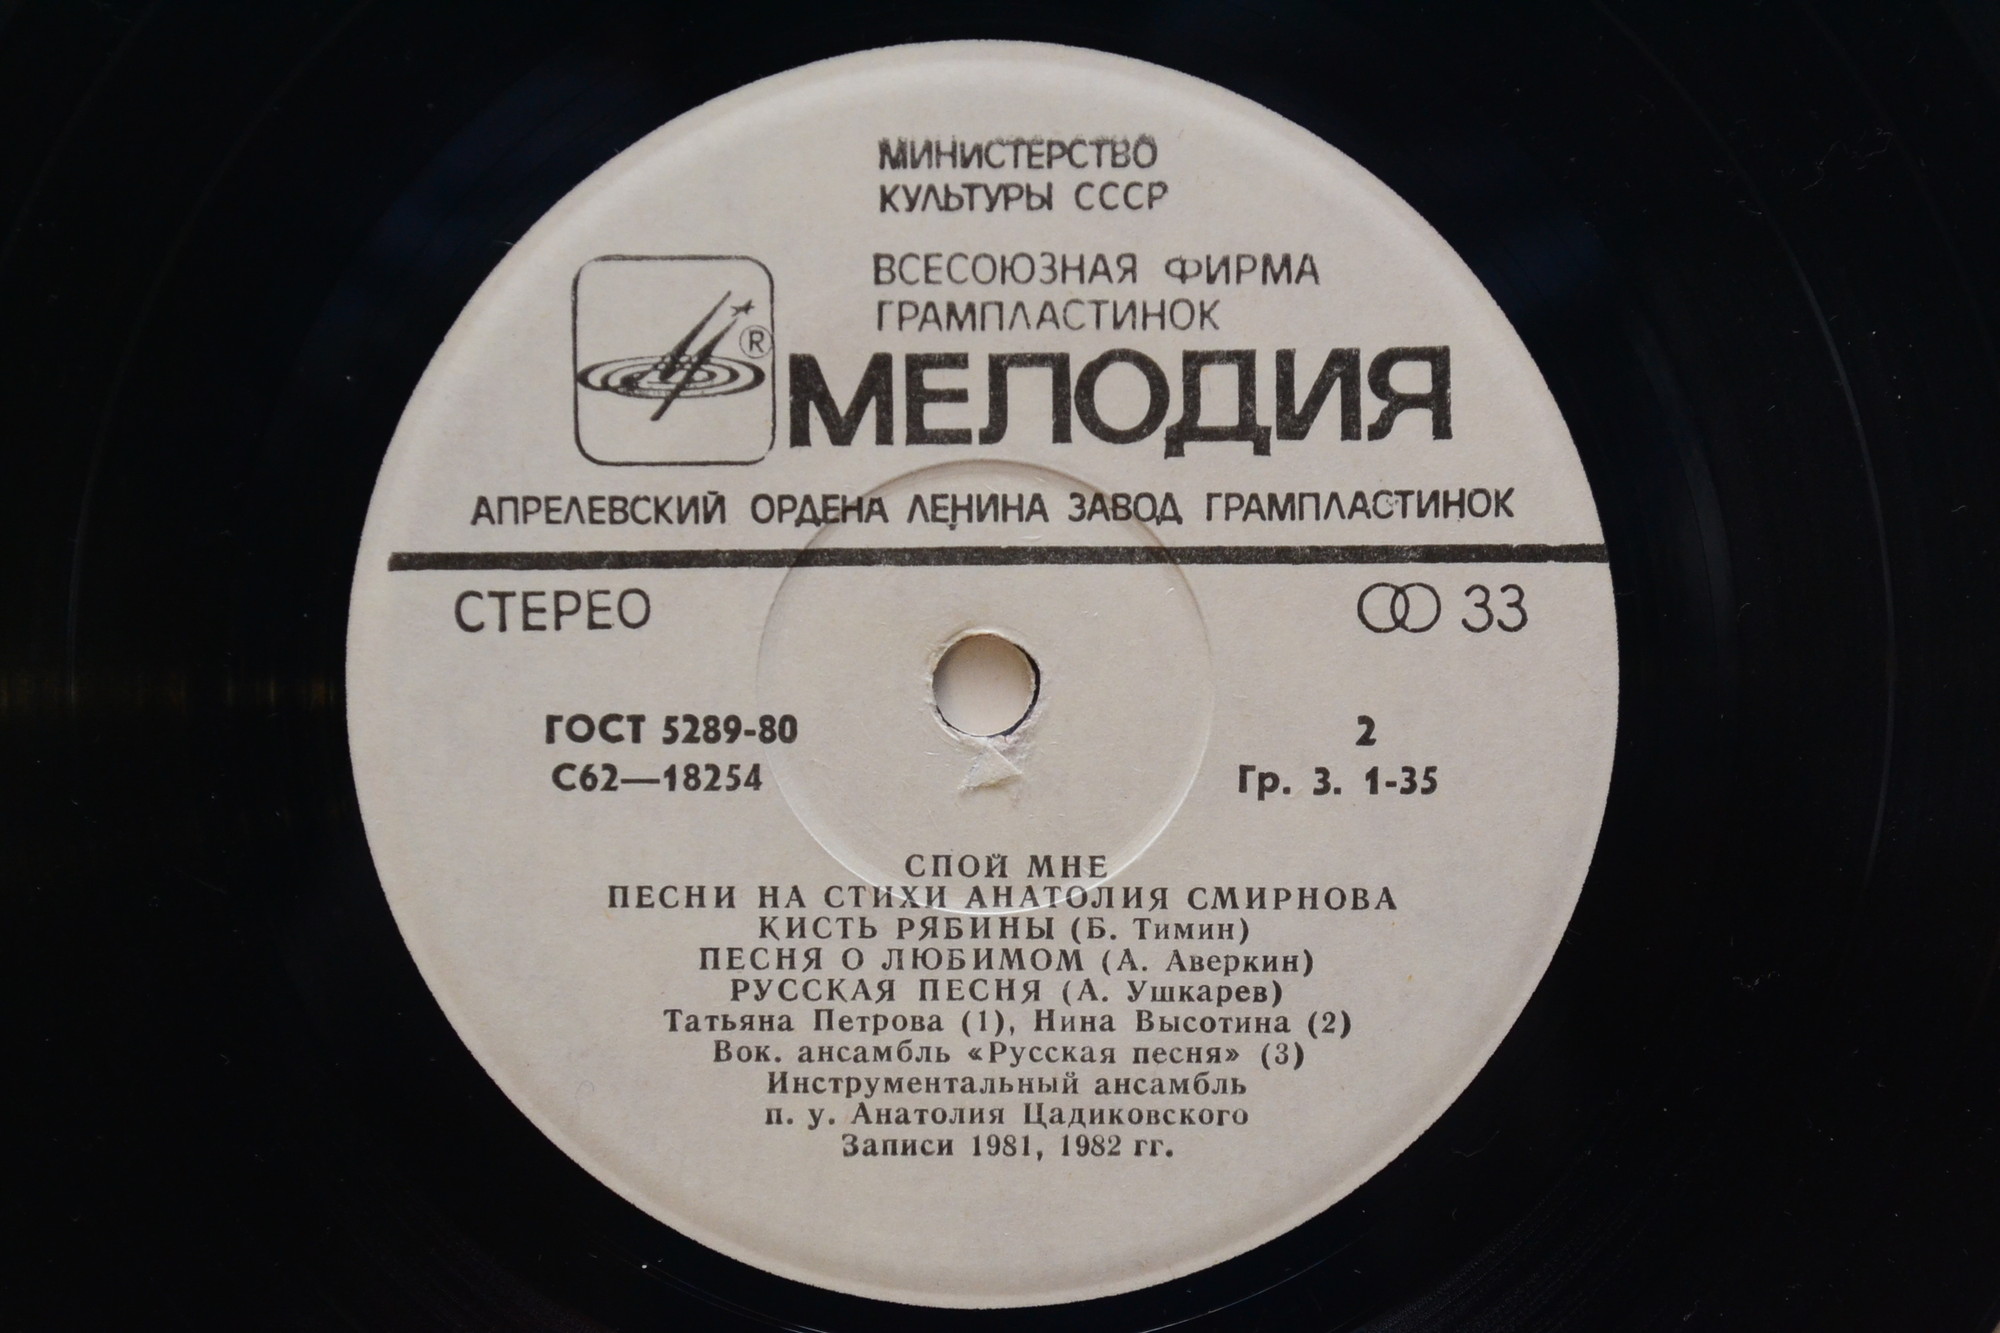 МИНИСТЕРСТВО
КУЛЬТУРЫ СССР
ВСЕСОЮЗНАЯ ФИРМА
ГРАМПЛАСТИНОК
®
МЕЛОДИЯ
АПРЕЛЕВСКИЙ ОРДЕНА ЛЕНИНА ЗАВОД ГРАМПЛАСТИНОК
СТЕРЕО
33
ГОСТ 5289-80
2
С62—18254
Гр. 3. 1-35
СПОЙ МНЕ
ПЕСНИ НА СТИХИ АНАТОЛИЯ СМИРНОВА
КИСТЬ РЯБИНЫ (Б. Тимин)
ПЕСНЯ О ЛЮБИМОМ (А. Аверкин)
РУССКАЯ ПЕСНЯ (А. Ушкарев)
Татьяна Петрова (1), Нина Высотина (2)
Вок. ансамбль «Русская песня» (3)
Инструментальный ансамбль
п. у. Анатолия Цадиковского
Записи 1981, 1982 гг.